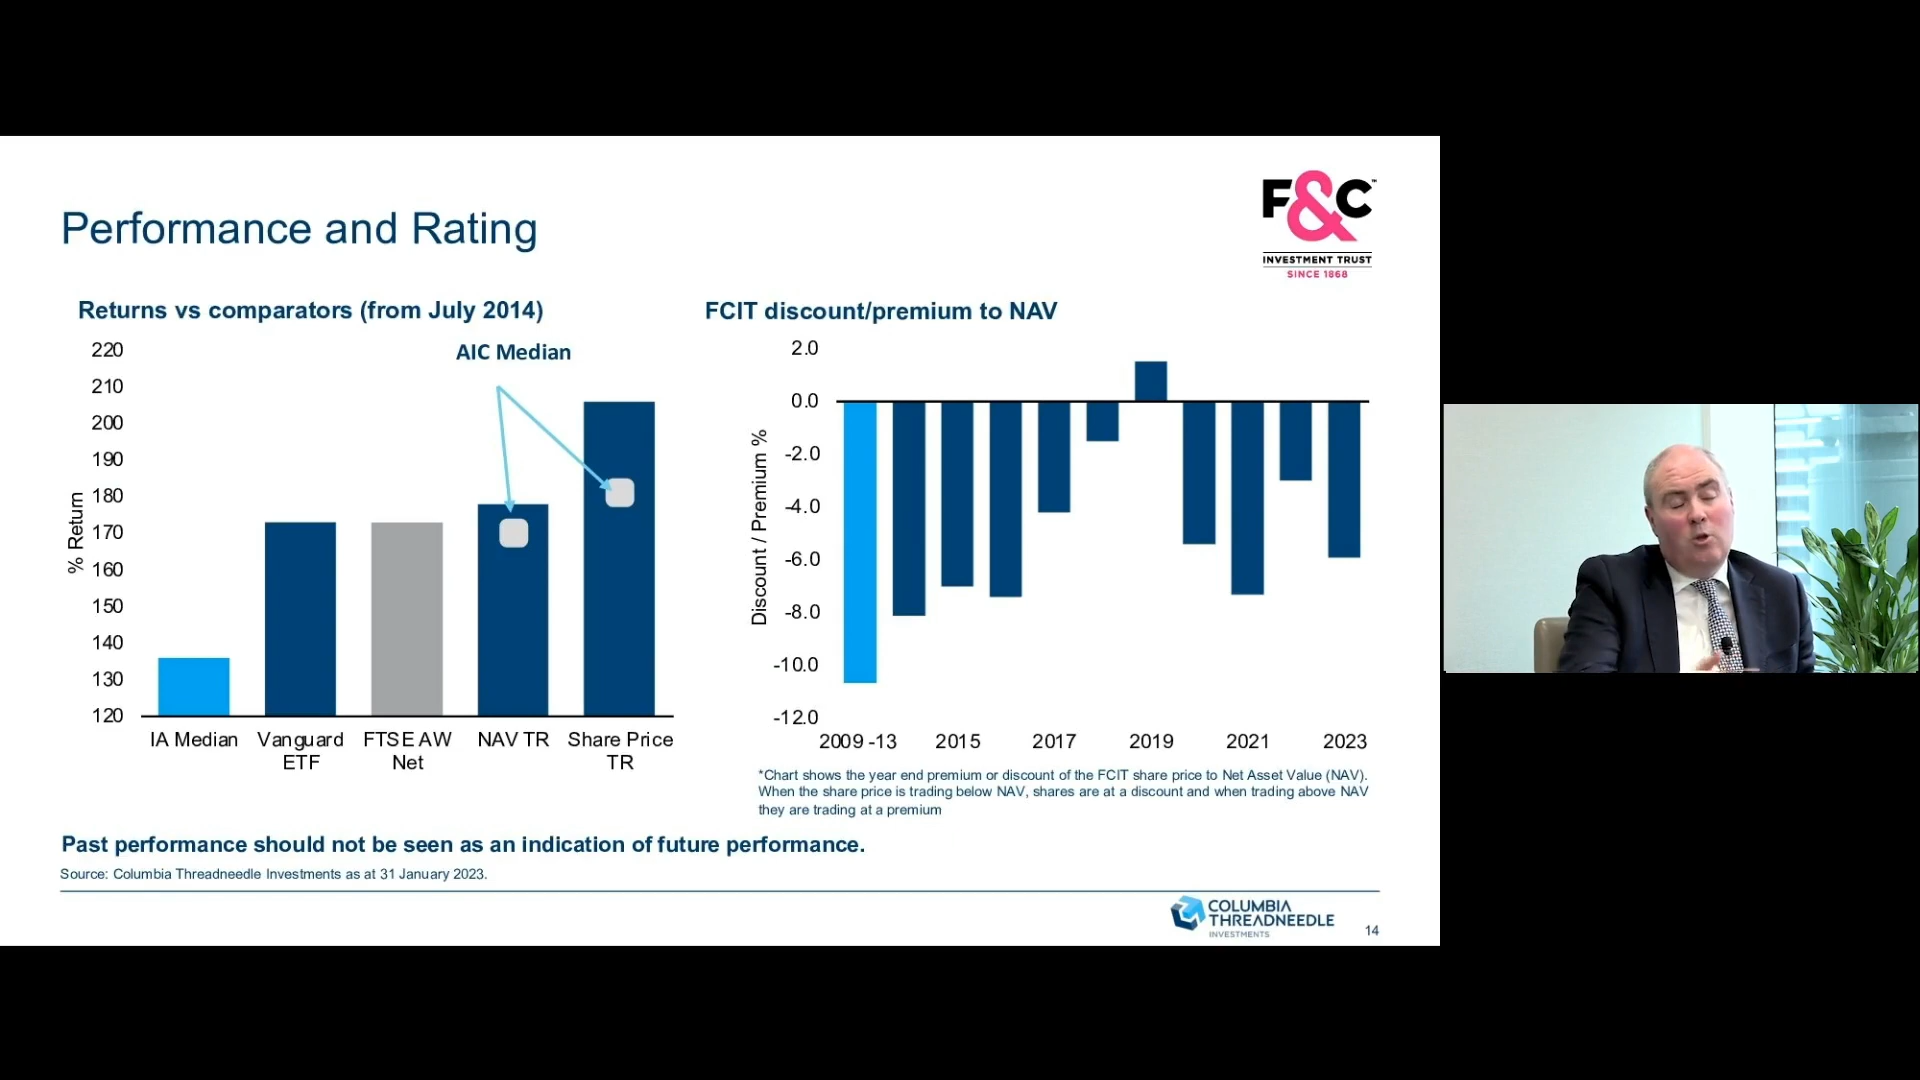 Performance and Rating
F&C™
INVESTMENT TRUST
SINCE 1868
Returns vs comparators (from July 2014)
AIC Median
% Return
220
210
200
190
180
170
160
150
140
130
120
IA Median
Vanguard
ETF
FTSE AW
Net
NAV TR
Share Price
TR
FCIT discount/premium to NAV
Discount / Premium %
2.0
0.0
-2.0
-4.0
-6.0
-8.0
-10.0
-12.0
2009 -13
2015
2017
2019
2021
2023
*Chart shows the year end premium or discount of the FCIT share price to Net Asset Value (NAV).
When the share price is trading below NAV, shares are at a discount and when trading above NAV
they are trading at a premium
Past performance should not be seen as an indication of future performance.
Source: Columbia Threadneedle Investments as at 31 January 2023.
COLUMBIA
THREADNEEDLE
INVESTMENTS
14